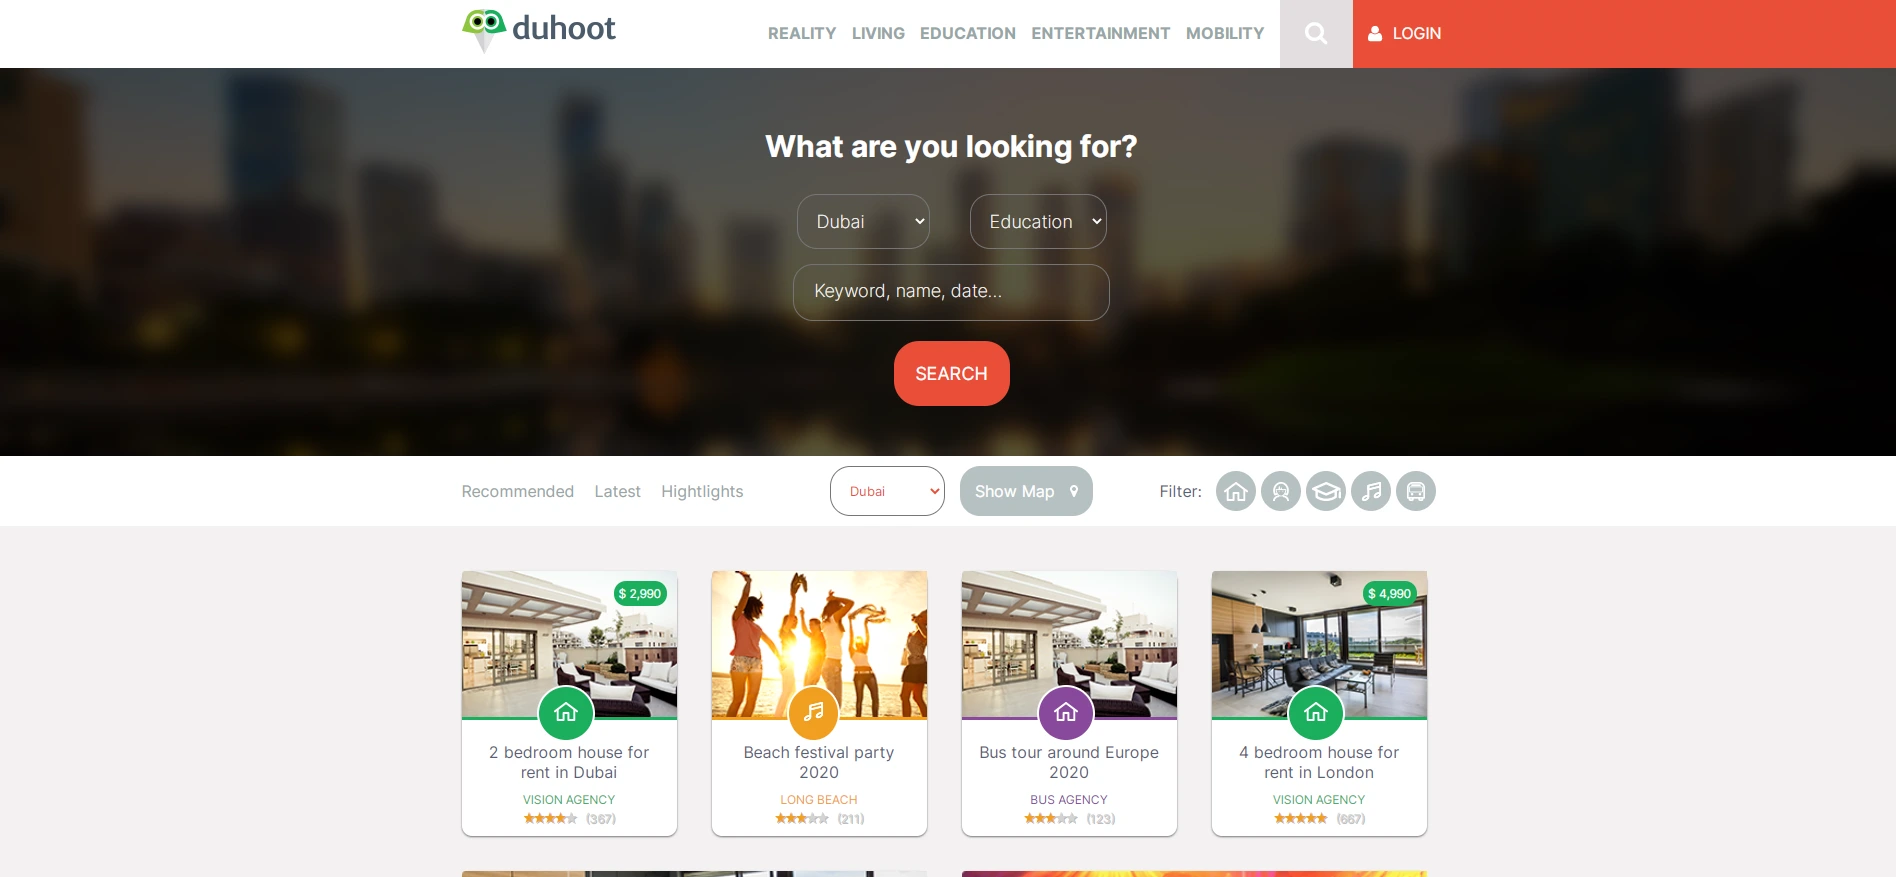 duhoot
REALITY LIVING EDUCATION ENTERTAINMENT MOBILITY
LOGIN
What are you looking for?
Dubai Education
Keyword, name, date...
SEARCH
Recommended Latest Hightlights Dubai Show Map Filter:
$ 2,990
2 bedroom house for
rent in Dubai
VISION AGENCY
(367)
Beach festival party
2020
LONG BEACH
(211)
Bus tour around Europe
2020
BUS AGENCY
(123)
$ 4,990
4 bedroom house for
rent in London
VISION AGENCY
(667)